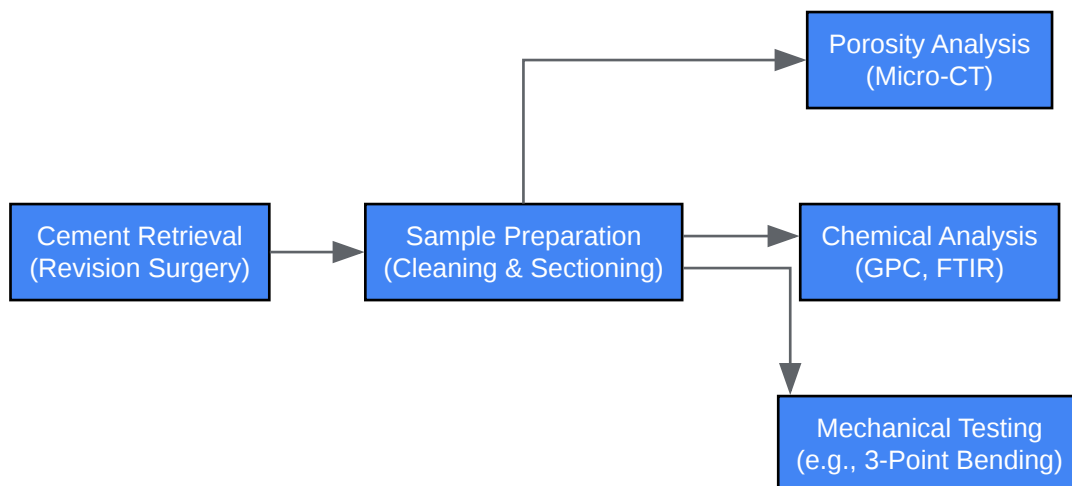 Porosity Analysis
(Micro-CT)
Cement Retrieval
(Revision Surgery)
Sample Preparation
(Cleaning & Sectioning)
Chemical Analysis
(GPC, FTIR)
Mechanical Testing
(e.g., 3-Point Bending)